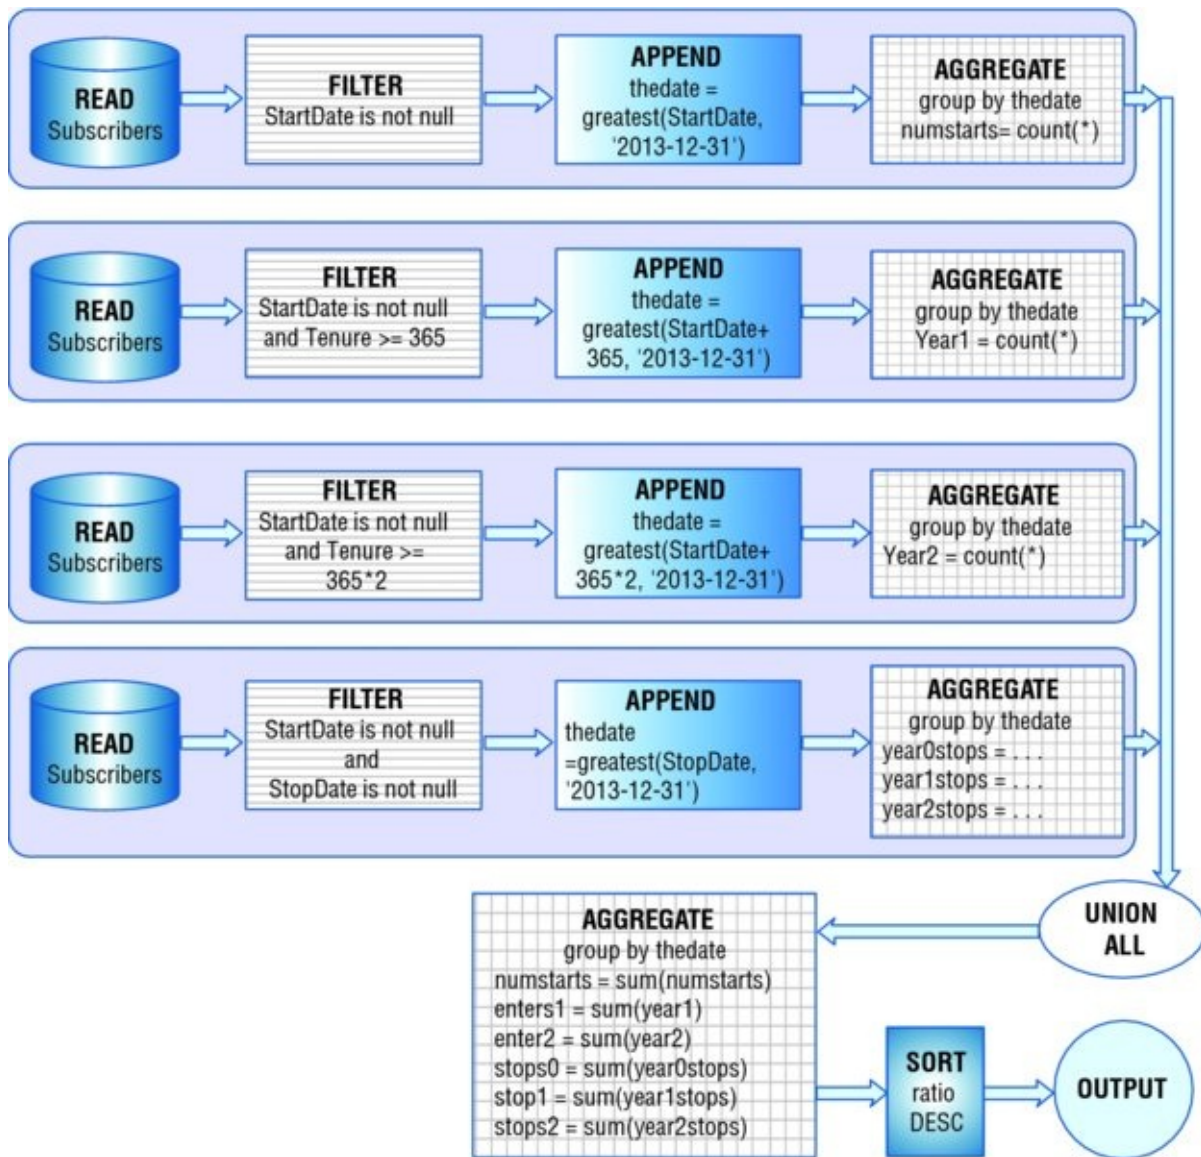 READ
Subscribers
FILTER
StartDate is not null
APPEND
thedate =
greatest(StartDate,
'2013-12-31')
AGGREGATE
group by thedate
numstarts= count(*)
READ
Subscribers
FILTER
StartDate is not null
and Tenure >= 365
APPEND
thedate =
greatest(StartDate+
365, '2013-12-31')
AGGREGATE
group by thedate
Year1 = count(*)
READ
Subscribers
FILTER
StartDate is not null
and Tenure >=
365*2
APPEND
thedate =
greatest(StartDate+
365*2, '2013-12-31')
AGGREGATE
group by thedate
Year2 = count(*)
READ
Subscribers
FILTER
StartDate is not null
and
StopDate is not null
APPEND
thedate
=greatest(StopDate,
'2013-12-31')
AGGREGATE
group by thedate
year0stops = . . .
year1stops = . . .
year2stops = . . .
UNION
ALL
AGGREGATE
group by thedate
numstarts = sum(numstarts)
enters1 = sum(year1)
enter2 = sum(year2)
stops0 = sum(year0stops)
stop1 = sum(year1stops)
stops2 = sum(year2stops)
SORT
ratio
DESC
OUTPUT